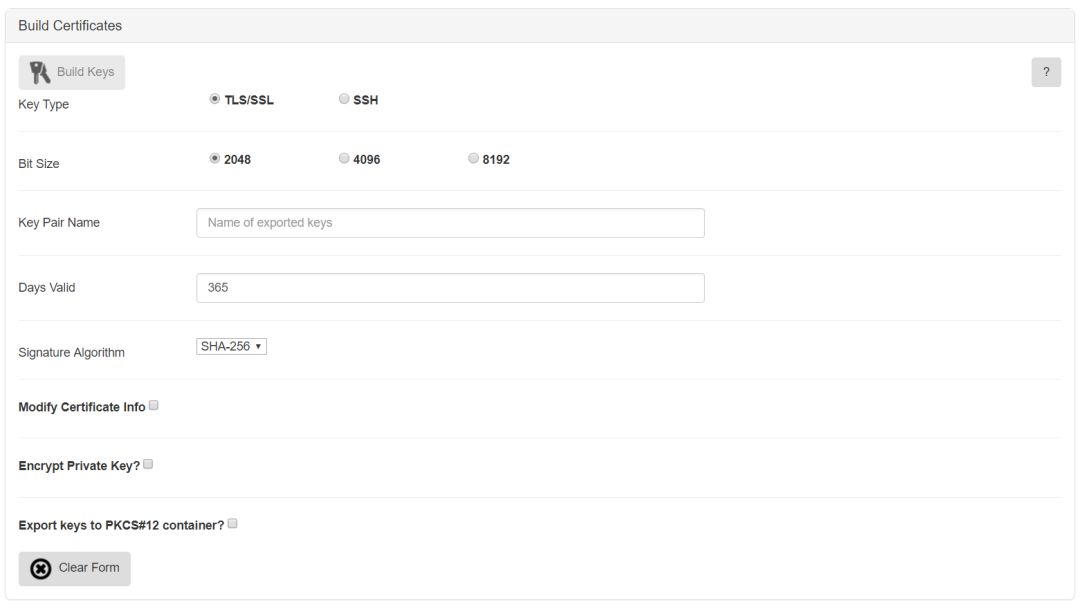 Build Certificates
Build Keys
?
Key Type
TLS/SSL
SSH
Bit Size
2048
4096
8192
Key Pair Name
Name of exported keys
Days Valid
365
Signature Algorithm
SHA-256
Modify Certificate Info
Encrypt Private Key?
Export keys to PKCS#12 container?
Clear Form